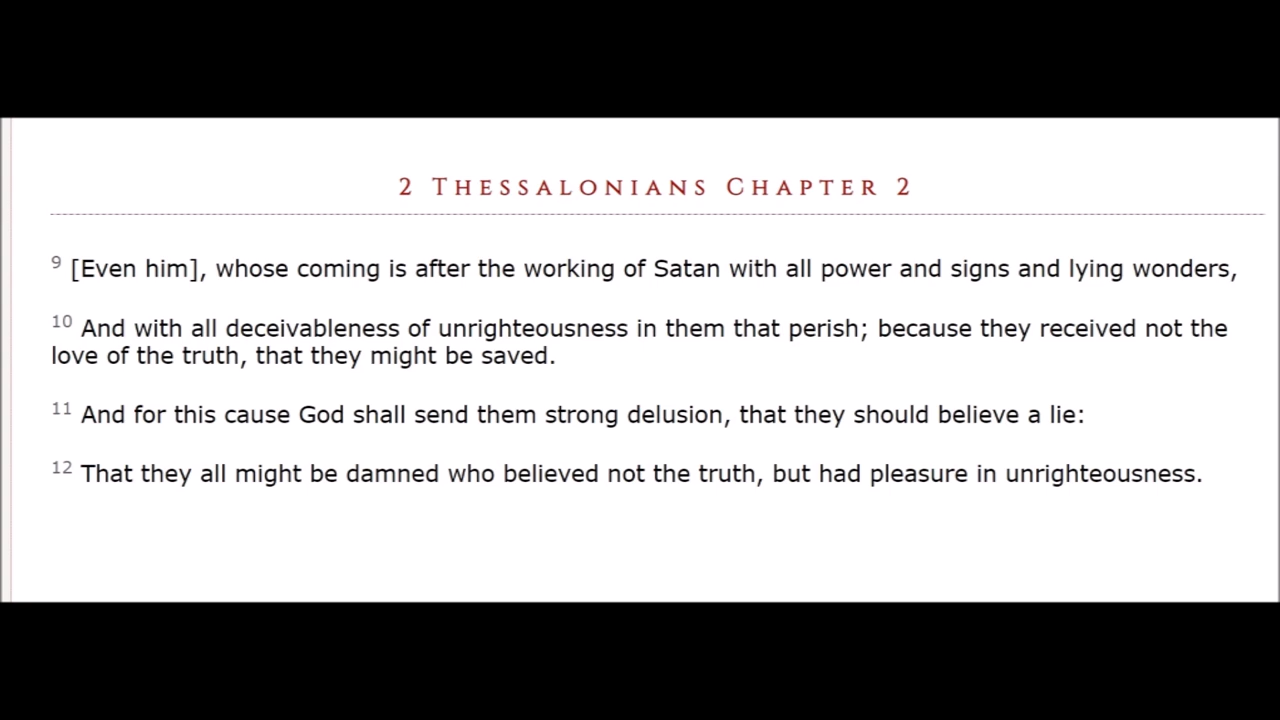 2 Thessalonians Chapter 2
9 [Even him], whose coming is after the working of Satan with all power and signs and lying wonders,
10 And with all deceivableness of unrighteousness in them that perish; because they received not the
love of the truth, that they might be saved.
11 And for this cause God shall send them strong delusion, that they should believe a lie:
12 That they all might be damned who believed not the truth, but had pleasure in unrighteousness.